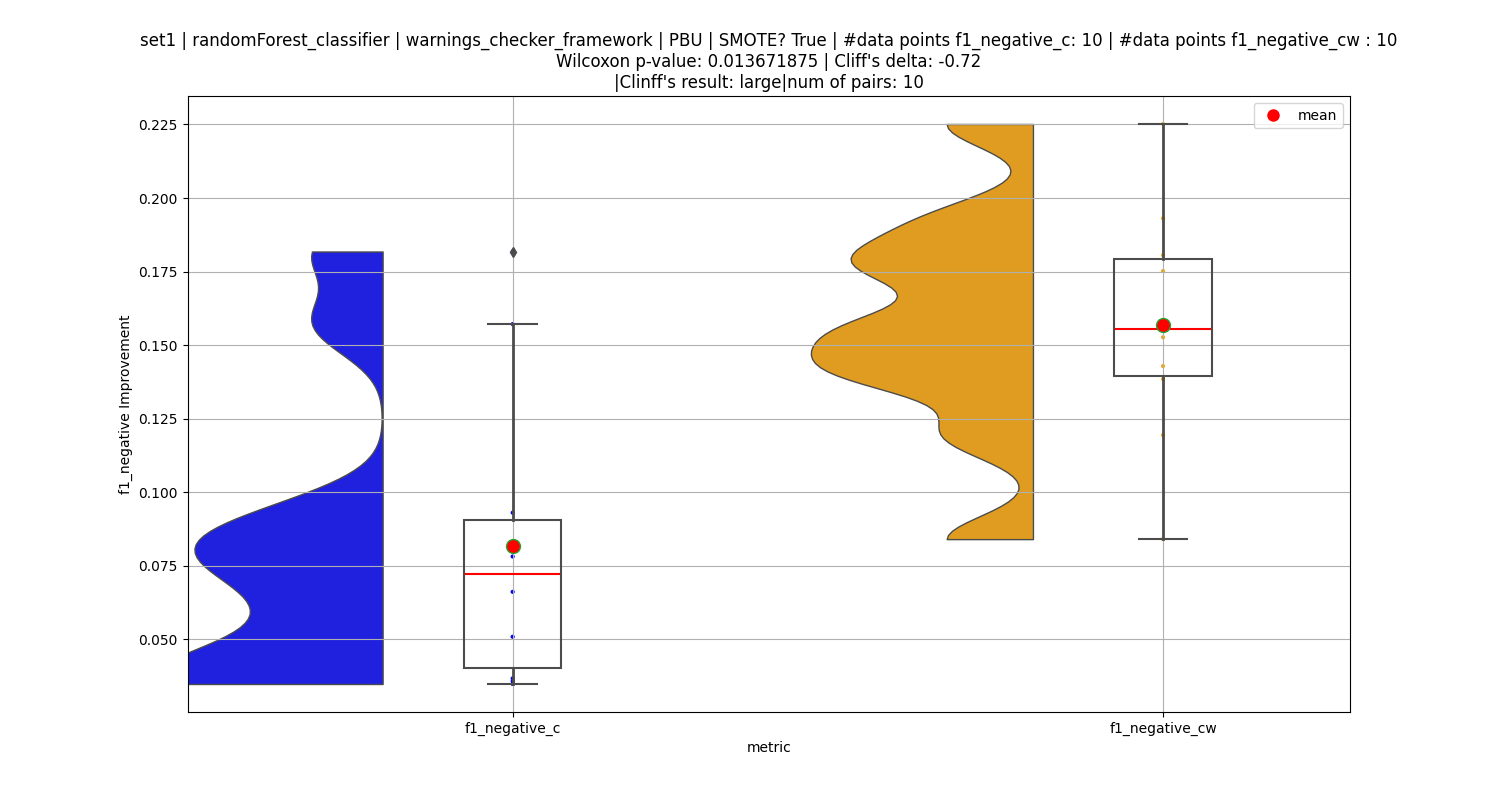 set1 | randomForest_classifier | warnings_checker_framework | PBU | SMOTE? True | #data points f1_negative_c: 10 | #data points f1_negative_cw : 10
Wilcoxon p-value: 0.013671875 | Cliff's delta: -0.72
|Clinff's result: large|num of pairs: 10
mean
f1_negative Improvement
0.225
0.200
0.175
0.150
0.125
0.100
0.075
0.050
f1_negative_c
f1_negative_cw
metric